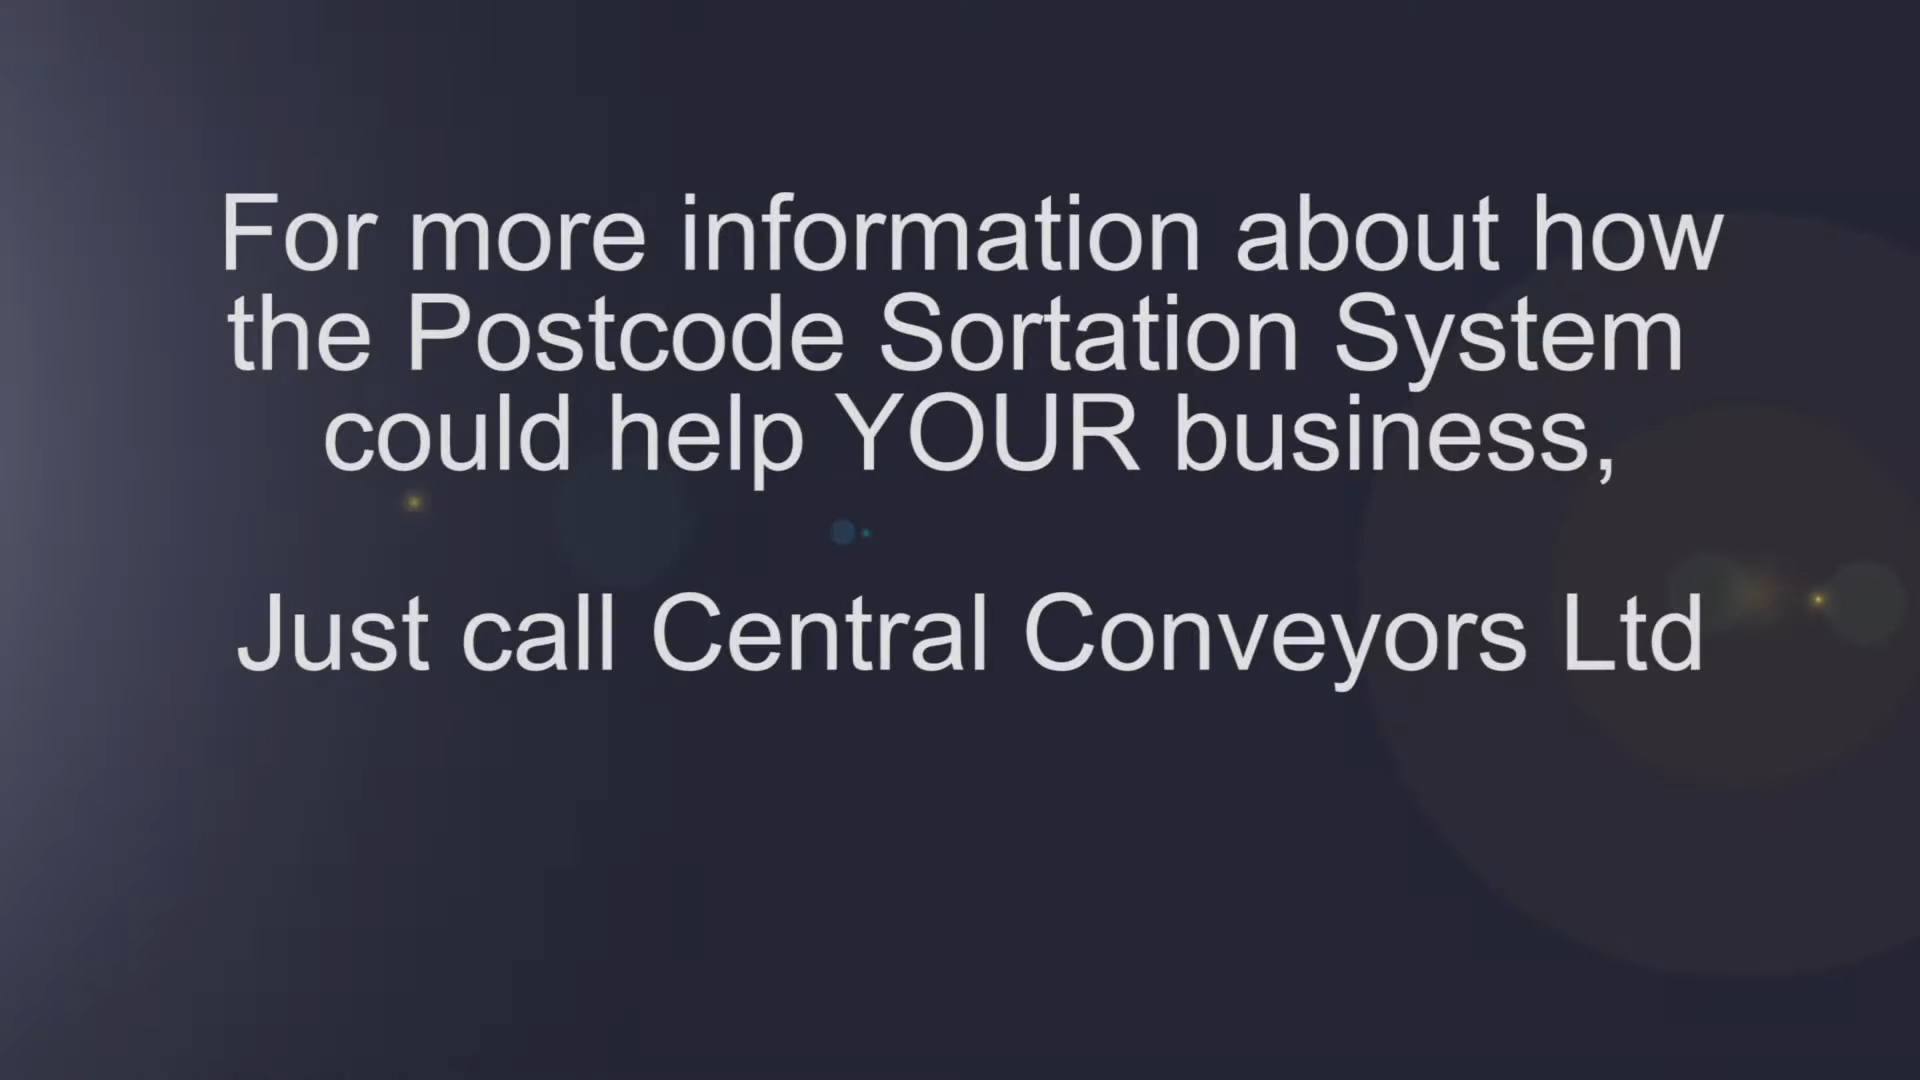 For more information about how
the Postcode Sortation System
could help YOUR business,
Just call Central Conveyors Ltd